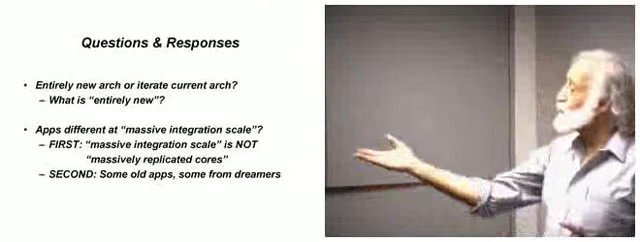 Questions & Responses
• Entirely new arch or iterate current arch?
– What is “entirely new”?
• Apps different at “massive integration scale”?
– FIRST: “massive integration scale” is NOT
“massively replicated cores”
– SECOND: Some old apps, some from dreamers